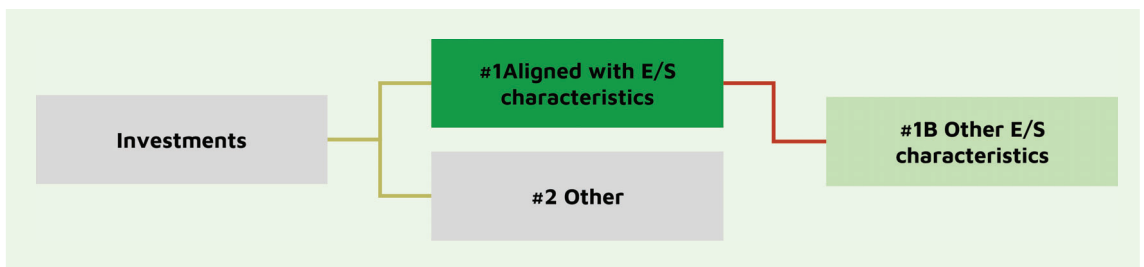 Investments
#1Aligned with E/S
characteristics
#2 Other
#1B Other E/S
characteristics